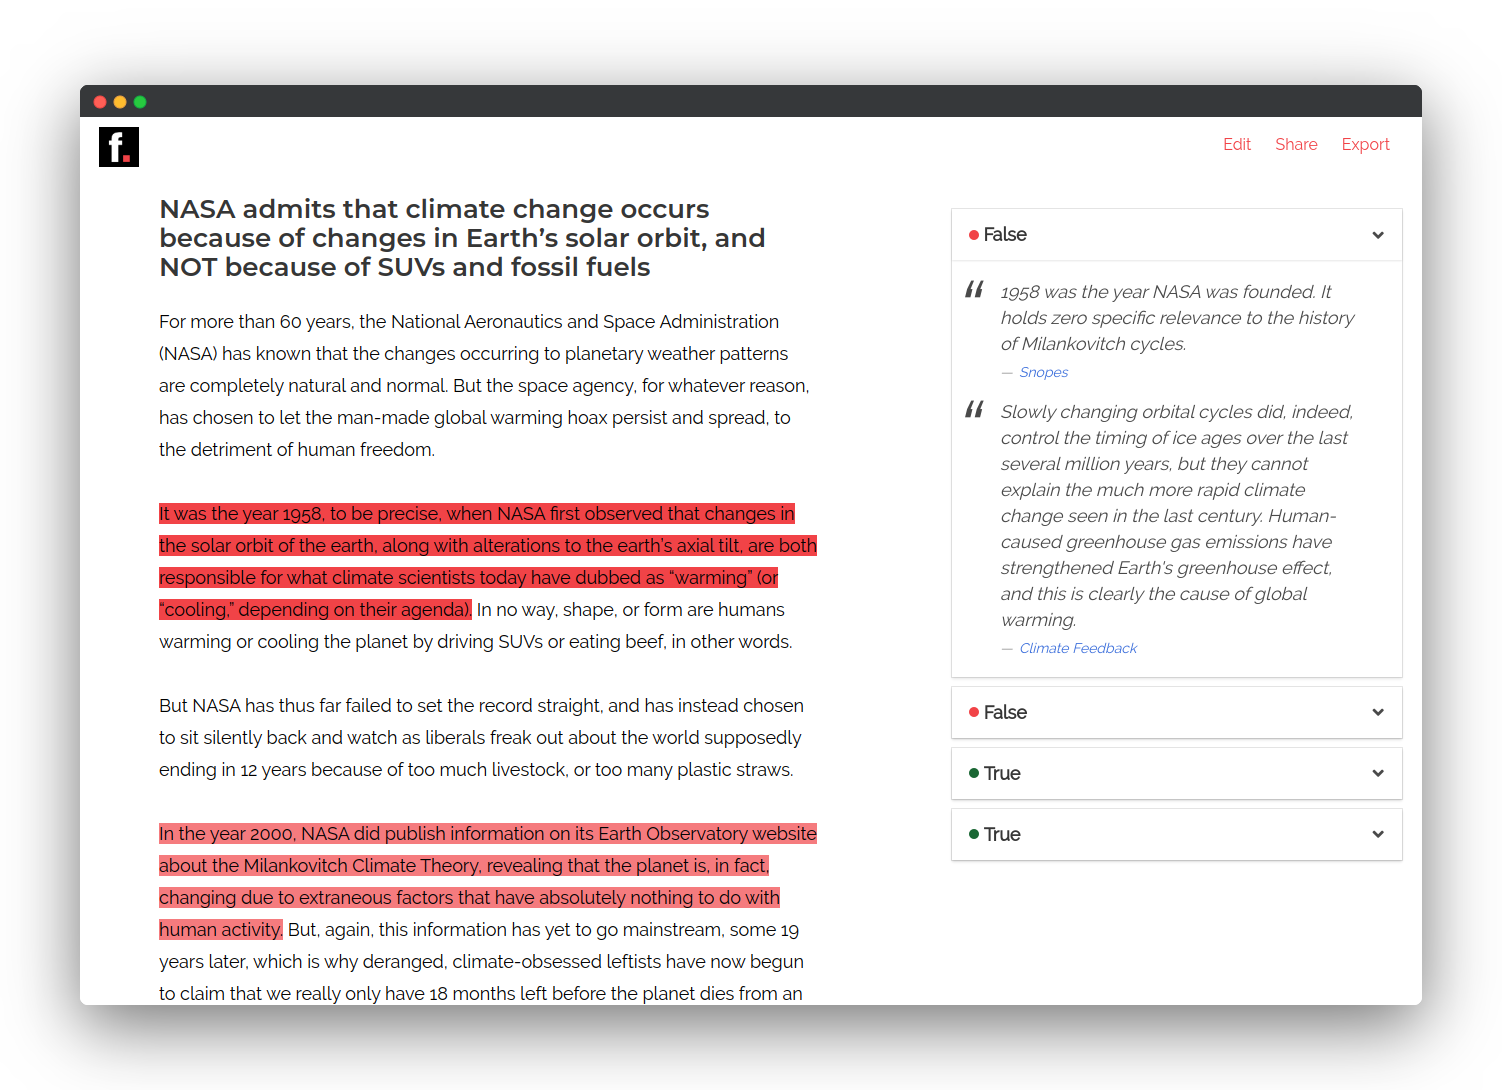 f.
Edit Share Export
NASA admits that climate change occurs
because of changes in Earth’s solar orbit, and
NOT because of SUVs and fossil fuels
For more than 60 years, the National Aeronautics and Space Administration
(NASA) has known that the changes occurring to planetary weather patterns
are completely natural and normal. But the space agency, for whatever reason,
has chosen to let the man-made global warming hoax persist and spread, to
the detriment of human freedom.
It was the year 1958, to be precise, when NASA first observed that changes in
the solar orbit of the earth, along with alterations to the earth’s axial tilt, are both
responsible for what climate scientists today have dubbed as “warming” (or
“cooling,” depending on their agenda). In no way, shape, or form are humans
warming or cooling the planet by driving SUVs or eating beef, in other words.
But NASA has thus far failed to set the record straight, and has instead chosen
to sit silently back and watch as liberals freak out about the world supposedly
ending in 12 years because of too much livestock, or too many plastic straws.
In the year 2000, NASA did publish information on its Earth Observatory website
about the Milankovitch Climate Theory, revealing that the planet is, in fact,
changing due to extraneous factors that have absolutely nothing to do with
human activity. But, again, this information has yet to go mainstream, some 19
years later, which is why deranged, climate-obsessed leftists have now begun
to claim that we really only have 18 months left before the planet dies from an
False
“ 1958 was the year NASA was founded. It
holds zero specific relevance to the history
of Milankovitch cycles.
— Snopes
“ Slowly changing orbital cycles did, indeed,
control the timing of ice ages over the last
several million years, but they cannot
explain the much more rapid climate
change seen in the last century. Human-
caused greenhouse gas emissions have
strengthened Earth's greenhouse effect,
and this is clearly the cause of global
warming.
— Climate Feedback
False
True
True